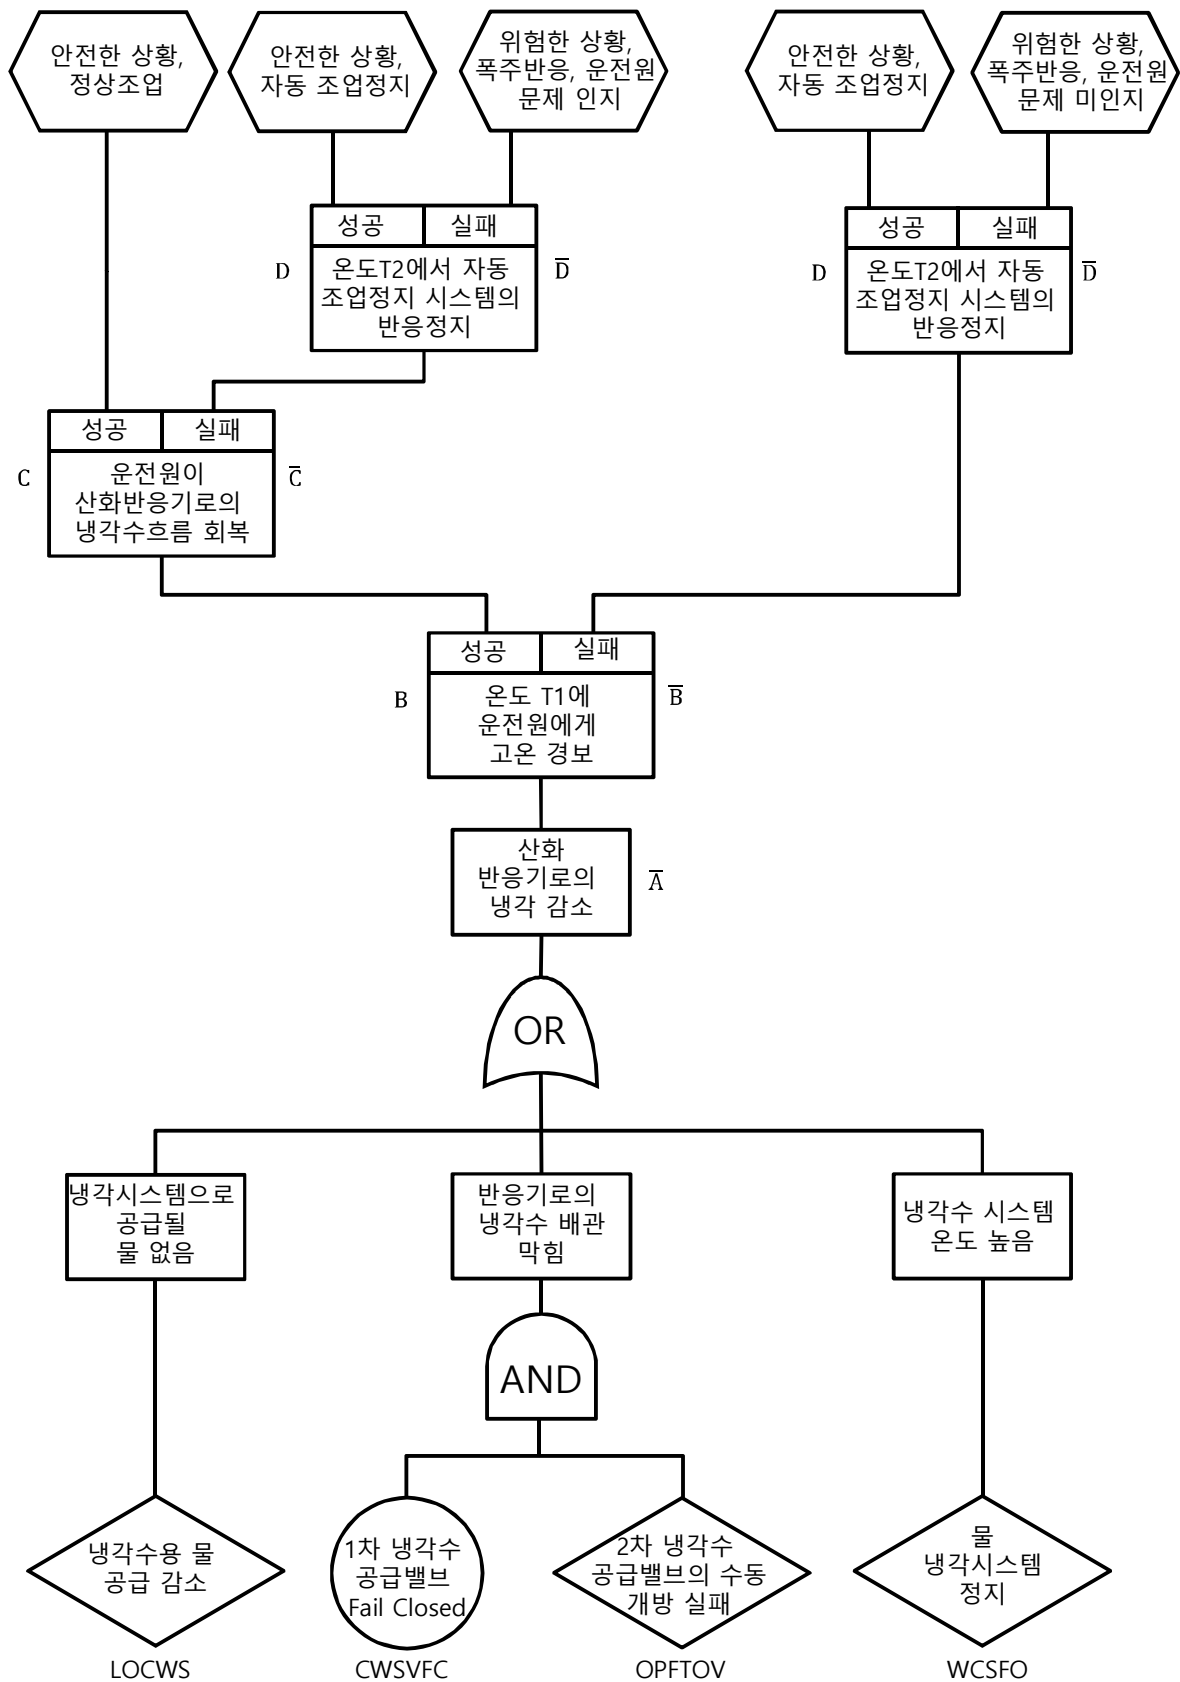 안전한 상황,
정상조업
안전한 상황,
자동 조업정지
위험한 상황,
폭주반응, 운전원
문제 인지
안전한 상황,
자동 조업정지
위험한 상황,
폭주반응, 운전원
문제 미인지
성공
실패
D
온도T2에서 자동
조업정지 시스템의
반응정지
D̅
성공
실패
D
온도T2에서 자동
조업정지 시스템의
반응정지
D̅
성공
실패
C
운전원이
산화반응기로의
냉각수흐름 회복
C̅
성공
실패
B
온도 T1에
운전원에게
고온 경보
B̅
산화
반응기로의
냉각 감소
A̅
OR
냉각시스템으로
공급될
물 없음
반응기로의
냉각수 배관
막힘
냉각수 시스템
온도 높음
AND
냉각수용 물
공급 감소
1차 냉각수
공급밸브
Fail Closed
2차 냉각수
공급밸브의 수동
개방 실패
물
냉각시스템
정지
LOCWS
CWSVFC
OPFTOV
WCSFO